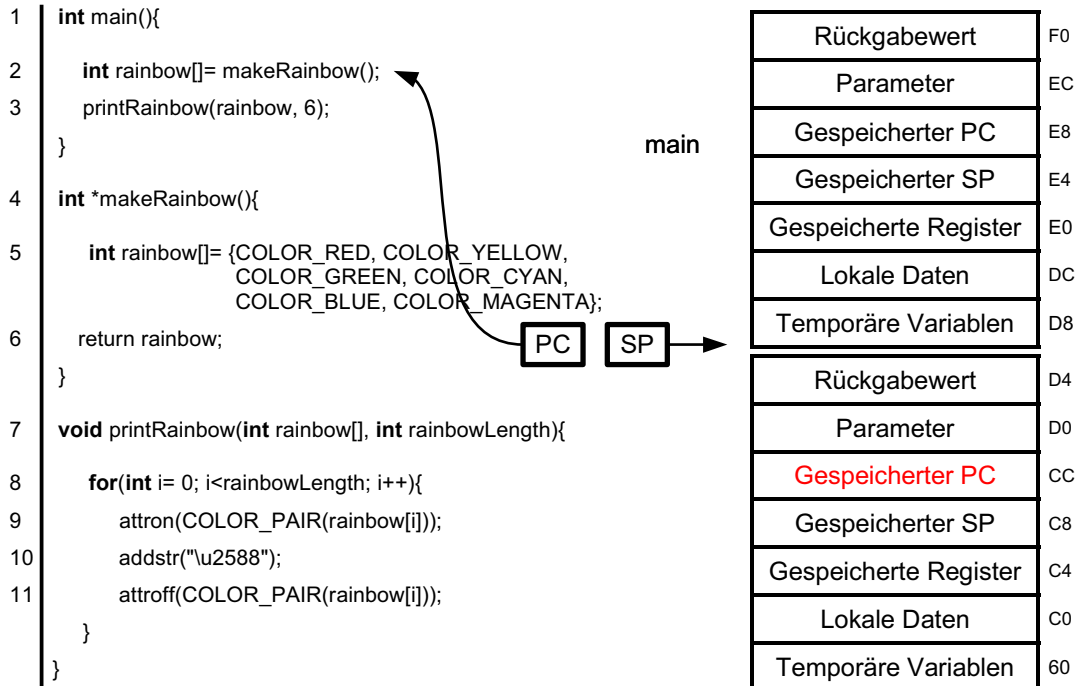 1 int main(){
2 int rainbow[]= makeRainbow();
3 printRainbow(rainbow, 6);
}
4 int *makeRainbow(){
5 int rainbow[]= {COLOR_RED, COLOR_YELLOW,
COLOR_GREEN, COLOR_CYAN,
COLOR_BLUE, COLOR_MAGENTA};
6 return rainbow;
}
7 void printRainbow(int rainbow[], int rainbowLength){
8 for(int i= 0; i<rainbowLength; i++){
9 attron(COLOR_PAIR(rainbow[i]));
10 addstr("\u2588");
11 attroff(COLOR_PAIR(rainbow[i]));
}
}
PC SP
main
Rückgabewert F0
Parameter EC
Gespeicherter PC E8
Gespeicherter SP E4
Gespeicherte Register E0
Lokale Daten DC
Temporäre Variablen D8
Rückgabewert D4
Parameter D0
Gespeicherter PC CC
Gespeicherter SP C8
Gespeicherte Register C4
Lokale Daten C0
Temporäre Variablen 60